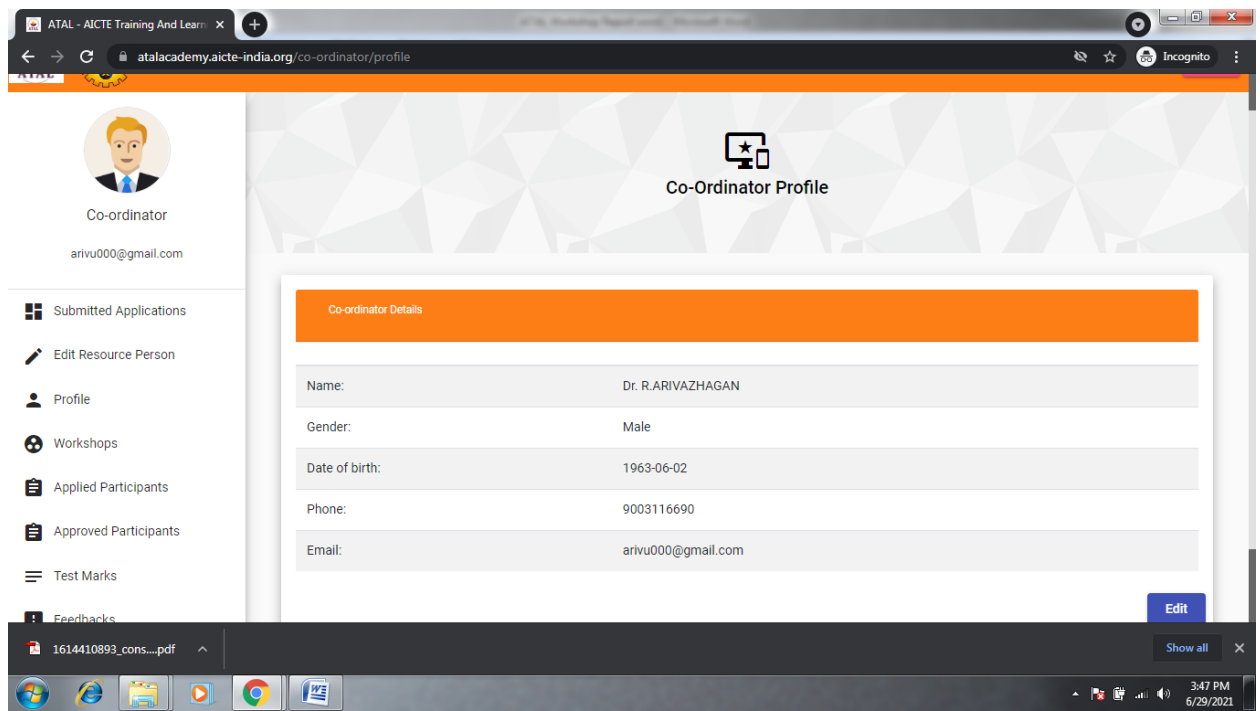 ATAL - AICTE Training And Learn
atalacademy.aicte-india.org/co-ordinator/profile
Incognito
ATAL
Co-ordinator
arivu000@gmail.com
Submitted Applications
Edit Resource Person
Profile
Workshops
Applied Participants
Approved Participants
Test Marks
Feedbacks
Co-Ordinator Profile
Co-ordinator Details
Name: Dr. R.ARIVAZHAGAN
Gender: Male
Date of birth: 1963-06-02
Phone: 9003116690
Email: arivu000@gmail.com
Edit
1614410893_cons....pdf
Show all
3:47 PM
6/29/2021